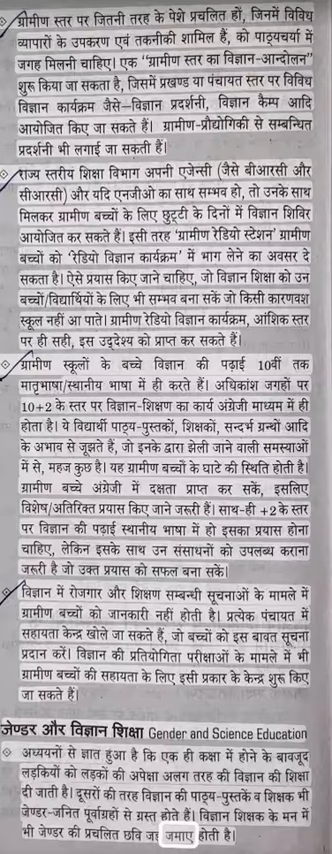 ग्रामीण स्तर पर जितनी तरह के पेशे प्रचलित हों, जिनमें विविध
व्यापारों के उपकरण एवं तकनीकी शामिल हैं, को पाठ्यचर्या में
जगह मिलनी चाहिए। एक "ग्रामीण स्तर का विज्ञान-आन्दोलन"
शुरू किया जा सकता है, जिसमें प्रखण्ड या पंचायत स्तर पर विविध
विज्ञान कार्यक्रम जैसे–विज्ञान प्रदर्शनी, विज्ञान कैम्प आदि
आयोजित किए जा सकते हैं। ग्रामीण-प्रौद्योगिकी से सम्बन्धित
प्रदर्शनी भी लगाई जा सकती हैं।
राज्य स्तरीय शिक्षा विभाग अपनी एजेन्सी (जैसे बीआरसी और
सीआरसी) और यदि एनजीओ का साथ सम्भव हो, तो उनके साथ
मिलकर ग्रामीण बच्चों के लिए छुट्टी के दिनों में विज्ञान शिविर
आयोजित कर सकते हैं। इसी तरह 'ग्रामीण रेडियो स्टेशन' ग्रामीण
बच्चों को 'रेडियो विज्ञान कार्यक्रम' में भाग लेने का अवसर दे
सकता है। ऐसे प्रयास किए जाने चाहिए, जो विज्ञान शिक्षा को उन
बच्चों/विद्यार्थियों के लिए भी सम्भव बना सकें जो किसी कारणवश
स्कूल नहीं आ पाते। ग्रामीण रेडियो विज्ञान कार्यक्रम, आंशिक स्तर
पर ही सही, इस उद्देश्य को प्राप्त कर सकते हैं।
ग्रामीण स्कूलों के बच्चे विज्ञान की पढ़ाई 10वीं तक
मातृभाषा/स्थानीय भाषा में ही करते हैं। अधिकांश जगहों पर
10+2 के स्तर पर विज्ञान-शिक्षण का कार्य अंग्रेजी माध्यम में ही
होता है। ये विद्यार्थी पाठ्य-पुस्तकों, शिक्षकों, सन्दर्भ ग्रन्थों आदि
के अभाव से जूझते हैं, जो इनके द्वारा झेली जाने वाली समस्याओं
में से, महज कुछ है। यह ग्रामीण बच्चों के घाटे की स्थिति होती है।
ग्रामीण बच्चे अंग्रेजी में दक्षता प्राप्त कर सकें, इसलिए
विशेष/अतिरिक्त प्रयास किए जाने जरूरी हैं। साथ-ही +2 के स्तर
पर विज्ञान की पढ़ाई स्थानीय भाषा में हो इसका प्रयास होना
चाहिए, लेकिन इसके साथ उन संसाधनों को उपलब्ध कराना
जरूरी है जो उक्त प्रयास को सफल बना सकें।
विज्ञान में रोजगार और शिक्षण सम्बन्धी सूचनाओं के मामले में
ग्रामीण बच्चों को जानकारी नहीं होती है। प्रत्येक पंचायत में
सहायता केन्द्र खोले जा सकते हैं, जो बच्चों को इस बावत सूचना
प्रदान करें। विज्ञान की प्रतियोगिता परीक्षाओं के मामले में भी
ग्रामीण बच्चों की सहायता के लिए इसी प्रकार के केन्द्र शुरू किए
जा सकते हैं।
जेण्डर और विज्ञान शिक्षा Gender and Science Education
अध्ययनों से ज्ञात हुआ है कि एक ही कक्षा में होने के बावजूद
लड़कियों को लड़कों की अपेक्षा अलग तरह की विज्ञान की शिक्षा
दी जाती है। दूसरों की तरह विज्ञान की पाठ्य-पुस्तकें व शिक्षक भी
जेण्डर-जनित पूर्वाग्रहों से ग्रस्त होते हैं। विज्ञान शिक्षक के मन में
भी जेण्डर की प्रचलित छवि जड़ जमाए होती है।